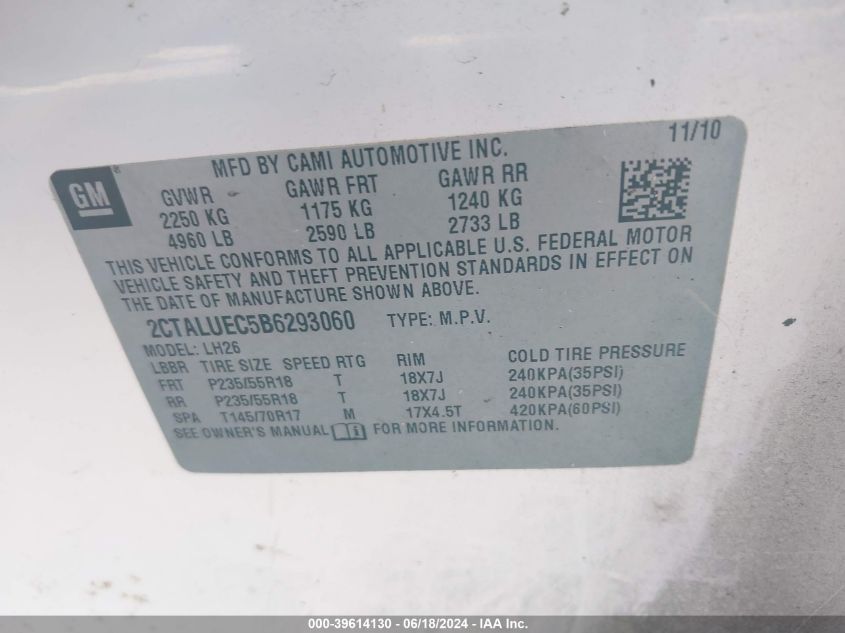 11/10
GM
MFD BY CAMI AUTOMOTIVE INC.
GVWR GAWR FRT GAWR RR
2250 KG 1175 KG 1240 KG
4960 LB 2590 LB 2733 LB
THIS VEHICLE CONFORMS TO ALL APPLICABLE U.S. FEDERAL MOTOR
VEHICLE SAFETY AND THEFT PREVENTION STANDARDS IN EFFECT ON
THE DATE OF MANUFACTURE SHOWN ABOVE.
2CTALUEC5B6293060 TYPE: M.P.V.
MODEL: LH26
LBBR TIRE SIZE SPEED RTG RIM COLD TIRE PRESSURE
FRT P235/55R18 T 18X7J 240KPA(35PSI)
RR P235/55R18 T 18X7J 240KPA(35PSI)
SPA T145/70R17 M 17X4.5T 420KPA(60PSI)
SEE OWNER'S MANUAL FOR MORE INFORMATION.
000-39614130 - 06/18/2024 - IAA Inc.